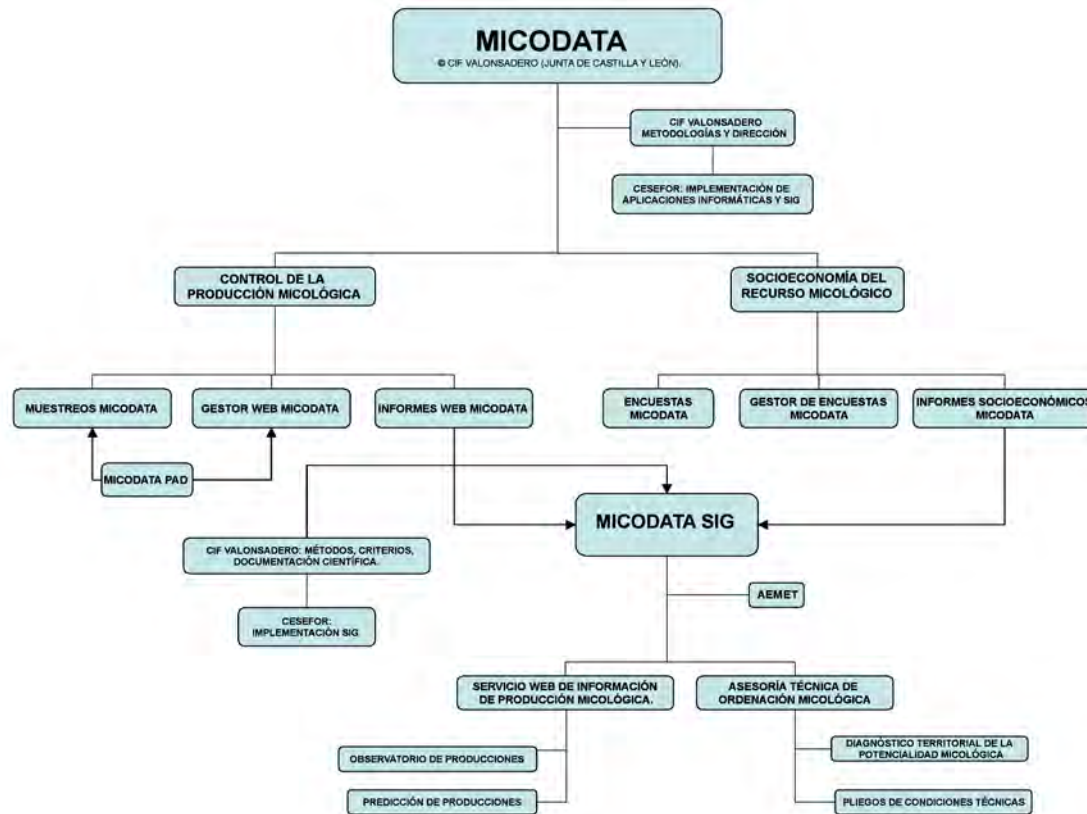 MICODATA
© CIF VALONSADERO (JUNTA DE CASTILLA Y LEÓN).
CIF VALONSADERO
METODOLOGÍAS Y DIRECCIÓN
CESEFOR: IMPLEMENTACIÓN DE
APLICACIONES INFORMÁTICAS Y SIG
CONTROL DE LA
PRODUCCIÓN MICOLÓGICA
SOCIOECONOMÍA DEL
RECURSO MICOLÓGICO
MUESTREOS MICODATA
GESTOR WEB MICODATA
INFORMES WEB MICODATA
ENCUESTAS
MICODATA
GESTOR DE ENCUESTAS
MICODATA
INFORMES SOCIOECONÓMICOS
MICODATA
MICODATA PAD
MICODATA SIG
CIF VALONSADERO: MÉTODOS, CRITERIOS,
DOCUMENTACIÓN CIENTÍFICA.
CESEFOR:
IMPLEMENTACIÓN SIG
AEMET
SERVICIO WEB DE INFORMACIÓN
DE PRODUCCIÓN MICOLÓGICA.
ASESORÍA TÉCNICA DE
ORDENACIÓN MICOLÓGICA
OBSERVATORIO DE PRODUCCIONES
DIAGNÓSTICO TERRITORIAL DE LA
POTENCIALIDAD MICOLÓGICA
PREDICCIÓN DE PRODUCCIONES
PLIEGOS DE CONDICIONES TÉCNICAS